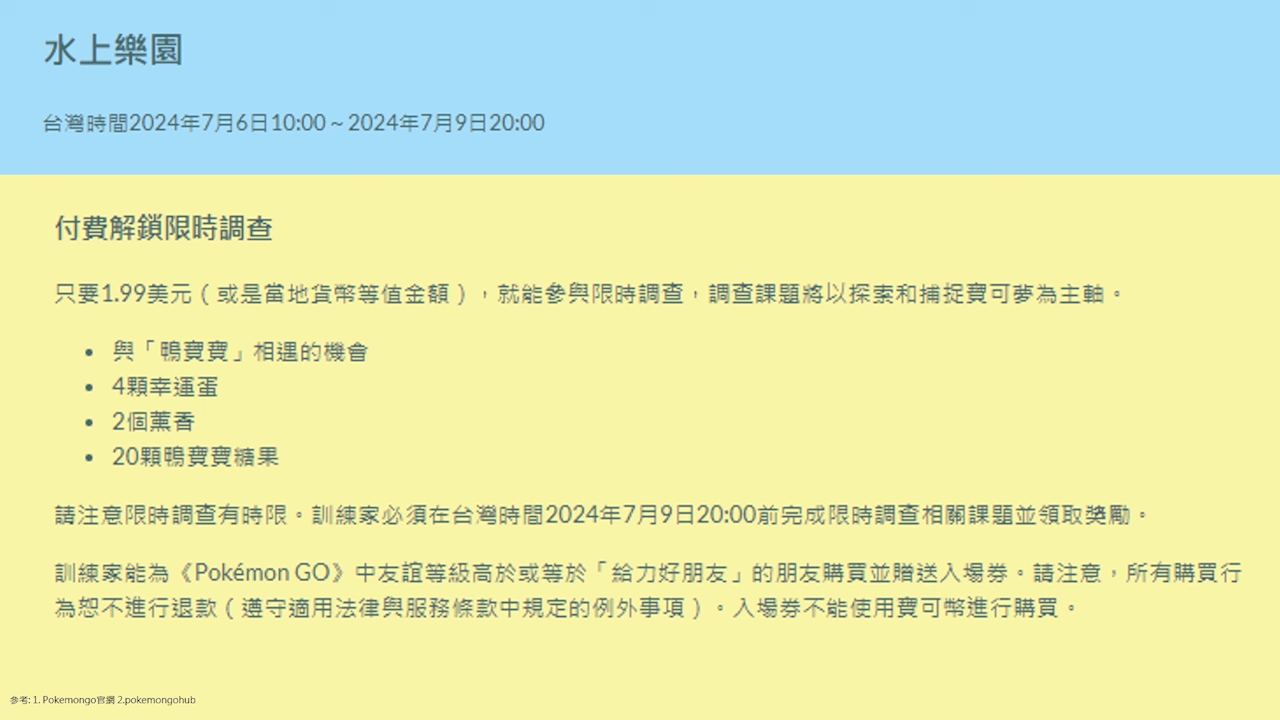 水上樂園
台灣時間2024年7月6日10:00～2024年7月9日20:00
付費解鎖限時調查
只要1.99美元（或是當地貨幣等值金額），就能參與限時調查，調查課題將以探索和捕捉寶可夢為主軸。
• 與「鴨寶寶」相遇的機會
• 4顆幸運蛋
• 2個薰香
• 20顆鴨寶寶糖果
請注意限時調查有時限。訓練家必須在台灣時間2024年7月9日20:00前完成限時調查相關課題並領取獎勵。
訓練家能為《Pokémon GO》中友誼等級高於或等於「給力好朋友」的朋友購買並贈送入場券。請注意，所有購買行
為恕不進行退款（遵守適用法律與服務條款中規定的例外事項）。入場券不能使用寶可幣進行購買。
參考: 1. Pokemongo官網 2.pokemongohub